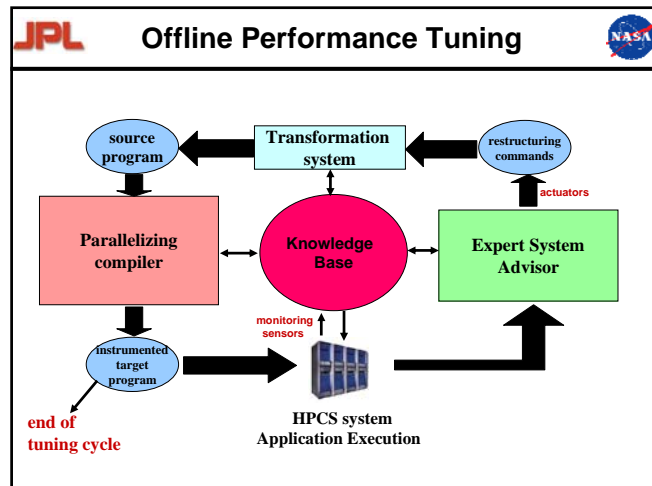 JPL
Offline Performance Tuning
NASA
source
program
Transformation
system
restructuring
commands
actuators
Parallelizing
compiler
Knowledge
Base
Expert System
Advisor
monitoring
sensors
instrumented
target
program
HPCS system
Application Execution
end of
tuning cycle